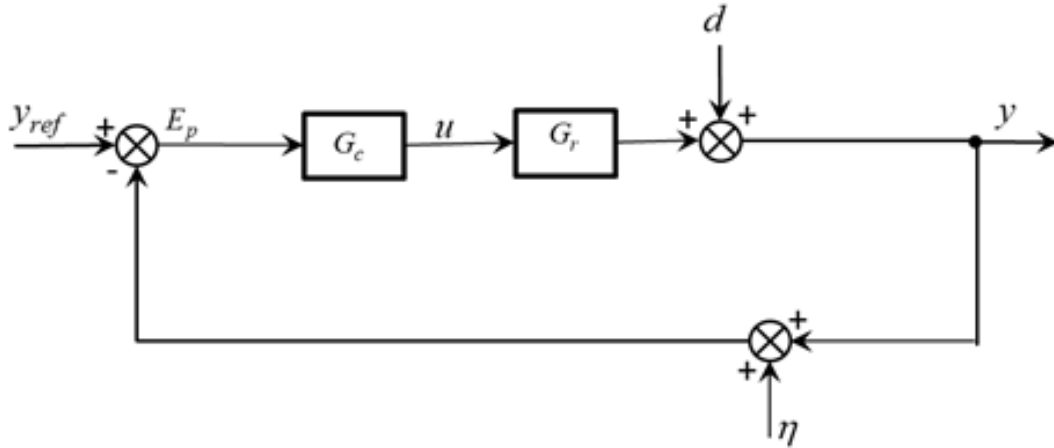 d
y_ref
+
E_p
G_c
u
G_r
+
+
y
-
+
+
η